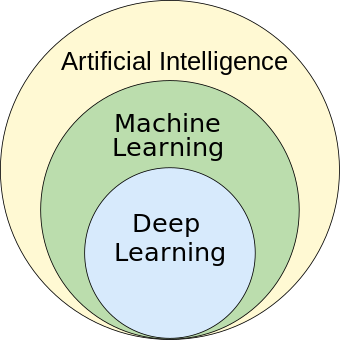 Artificial Intelligence
Machine
Learning
Deep
Learning